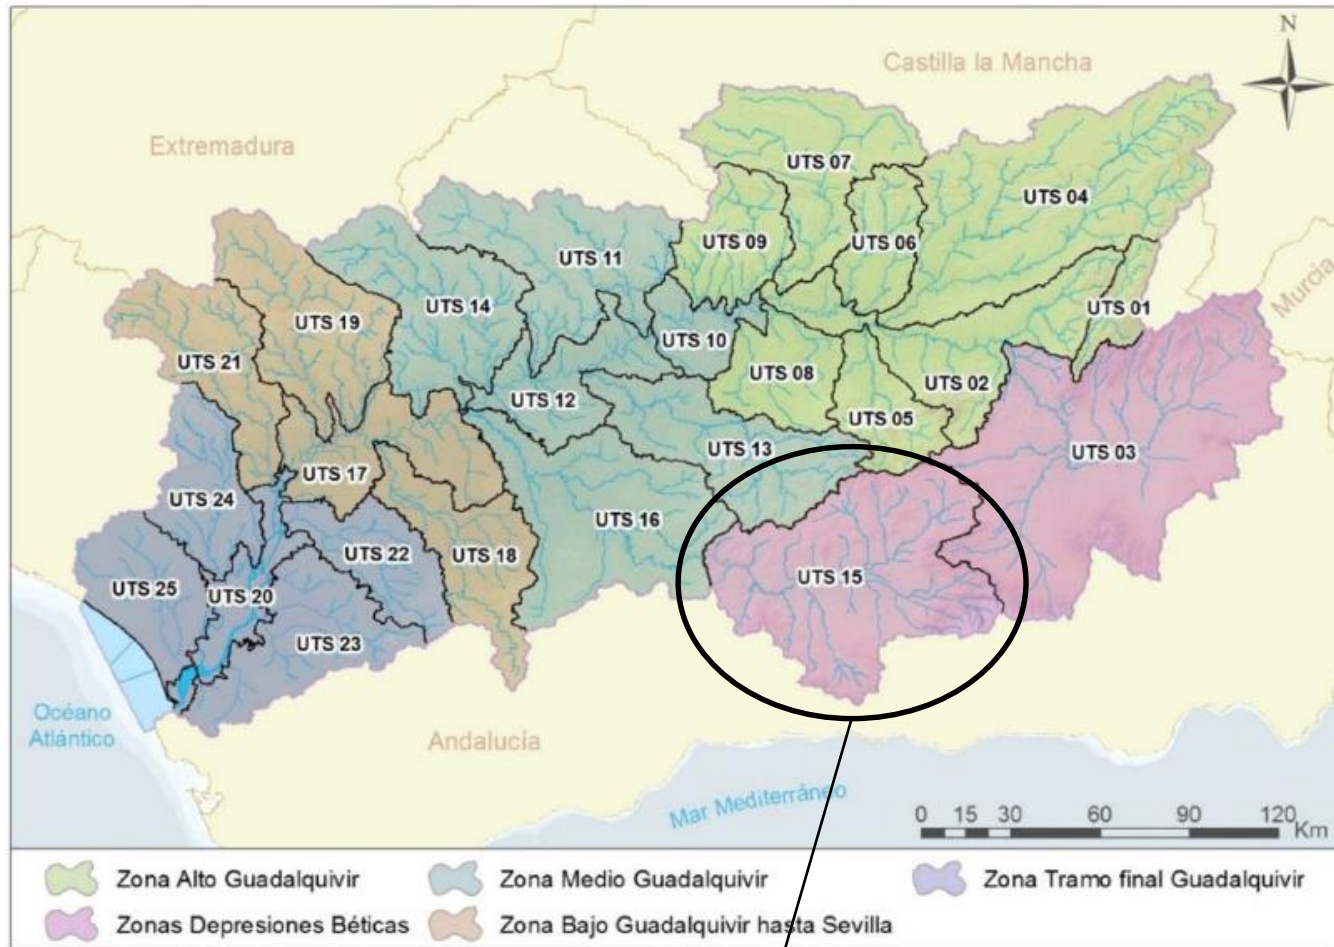 N
Castilla la Mancha
Extremadura
UTS 07
UTS 04
UTS 09
UTS 06
UTS 11
UTS 01
Murcia
UTS 14
UTS 19
UTS 10
UTS 21
UTS 08
UTS 02
UTS 12
UTS 05
UTS 13
UTS 03
UTS 17
UTS 24
UTS 16
UTS 22
UTS 18
UTS 15
UTS 25
UTS 20
UTS 23
Océano
Atlántico
Andalucía
Mar Mediterráneo
0 15 30 60 90 120
Km
Zona Alto Guadalquivir
Zona Medio Guadalquivir
Zona Tramo final Guadalquivir
Zonas Depresiones Béticas
Zona Bajo Guadalquivir hasta Sevilla